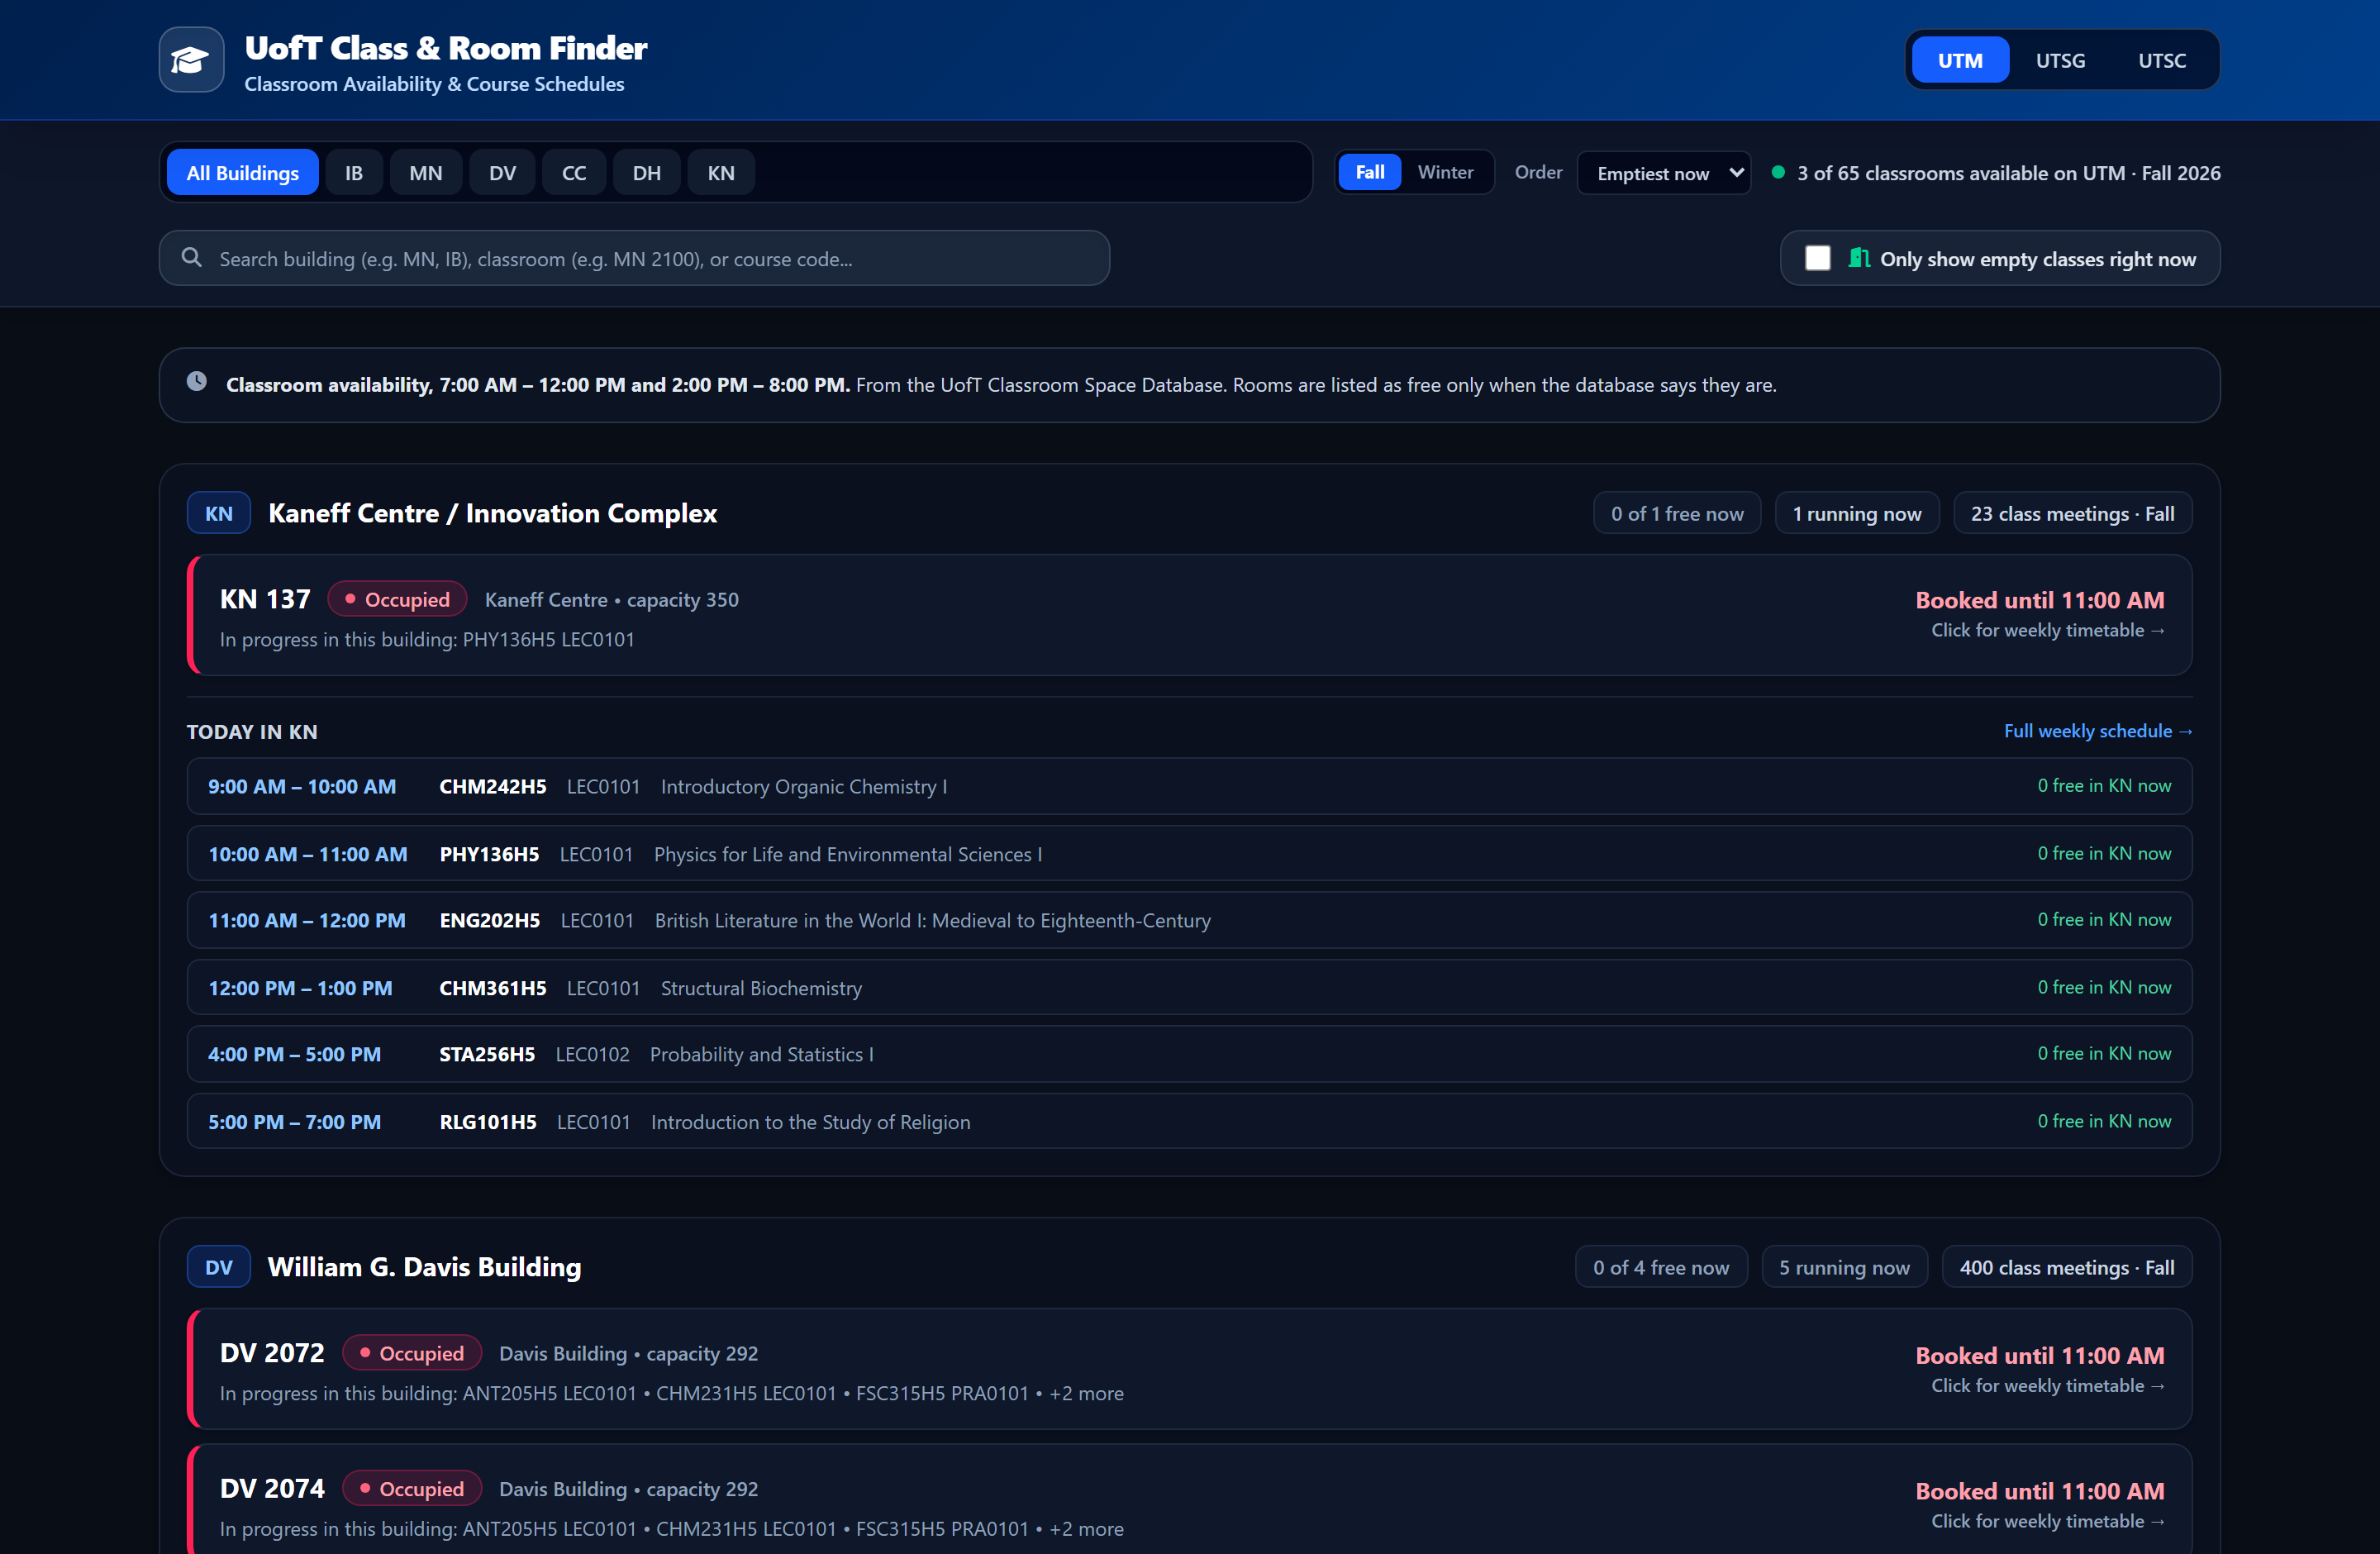 UofT Class & Room Finder
Classroom Availability & Course Schedules
UTM UTSG UTSC
All Buildings IB MN DV CC DH KN
Fall Winter Order Emptiest now 3 of 65 classrooms available on UTM · Fall 2026
Search building (e.g. MN, IB), classroom (e.g. MN 2100), or course code...
Only show empty classes right now
Classroom availability, 7:00 AM – 12:00 PM and 2:00 PM – 8:00 PM. From the UofT Classroom Space Database. Rooms are listed as free only when the database says they are.
KN Kaneff Centre / Innovation Complex 0 of 1 free now 1 running now 23 class meetings · Fall
KN 137 Occupied Kaneff Centre • capacity 350 Booked until 11:00 AM
In progress in this building: PHY136H5 LEC0101 Click for weekly timetable →
TODAY IN KN Full weekly schedule →
9:00 AM – 10:00 AM CHM242H5 LEC0101 Introductory Organic Chemistry I 0 free in KN now
10:00 AM – 11:00 AM PHY136H5 LEC0101 Physics for Life and Environmental Sciences I 0 free in KN now
11:00 AM – 12:00 PM ENG202H5 LEC0101 British Literature in the World I: Medieval to Eighteenth-Century 0 free in KN now
12:00 PM – 1:00 PM CHM361H5 LEC0101 Structural Biochemistry 0 free in KN now
4:00 PM – 5:00 PM STA256H5 LEC0102 Probability and Statistics I 0 free in KN now
5:00 PM – 7:00 PM RLG101H5 LEC0101 Introduction to the Study of Religion 0 free in KN now
DV William G. Davis Building 0 of 4 free now 5 running now 400 class meetings · Fall
DV 2072 Occupied Davis Building • capacity 292 Booked until 11:00 AM
In progress in this building: ANT205H5 LEC0101 • CHM231H5 LEC0101 • FSC315H5 PRA0101 • +2 more Click for weekly timetable →
DV 2074 Occupied Davis Building • capacity 292 Booked until 11:00 AM
In progress in this building: ANT205H5 LEC0101 • CHM231H5 LEC0101 • FSC315H5 PRA0101 • +2 more Click for weekly timetable →